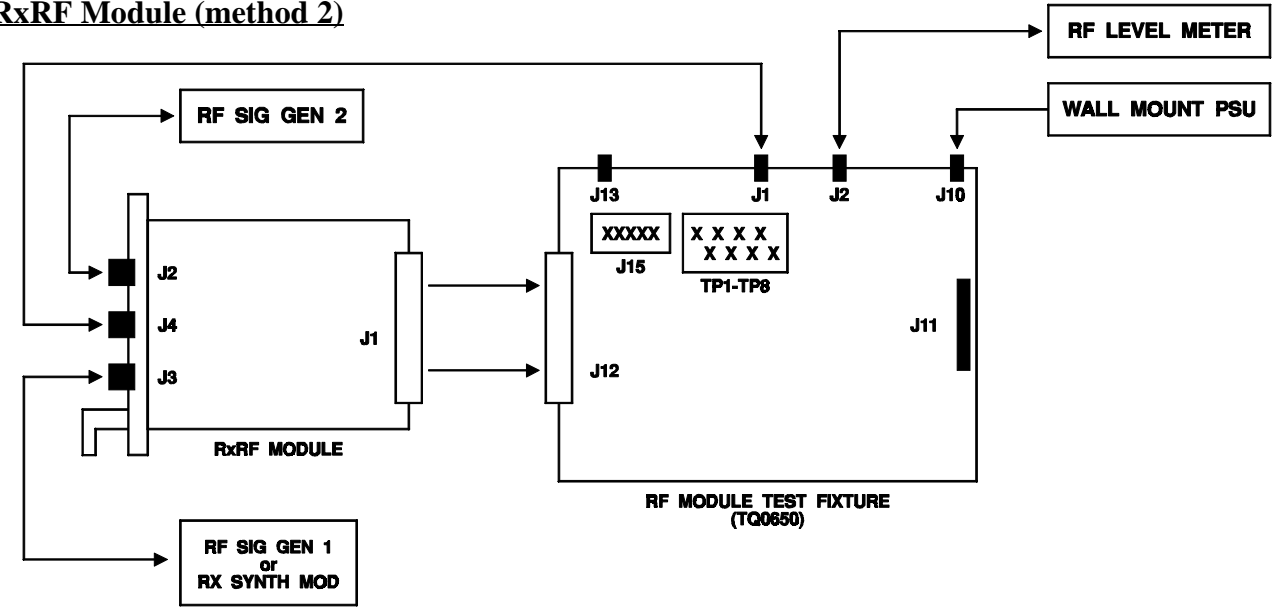 RxRF Module (method 2)
RF LEVEL METER
RF SIG GEN 2
WALL MOUNT PSU
J13
J1
J2
J10
XXXXX
X X X X
X X X X
J15
TP1-TP8
J2
J4
J3
J1
J12
J11
RxRF MODULE
RF MODULE TEST FIXTURE
(TQ0650)
RF SIG GEN 1
or
RX SYNTH MOD